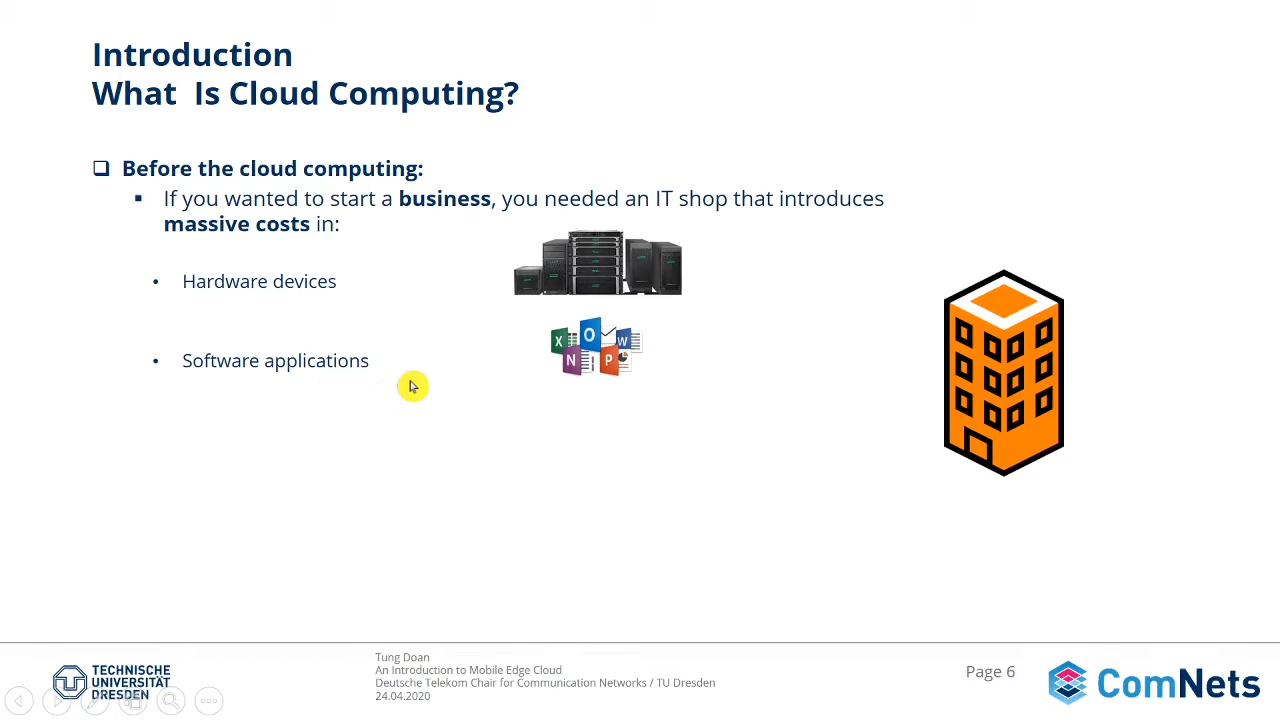 Introduction
What  Is Cloud Computing?
Before the cloud computing:
If you wanted to start a business, you needed an IT shop that introduces
massive costs in:
Hardware devices
Software applications
X
O
W
N
P
TECHNISCHE
UNIVERSITÄT
DRESDEN
Tung Doan
An Introduction to Mobile Edge Cloud
Deutsche Telekom Chair for Communication Networks / TU Dresden
24.04.2020
Page 6
ComNets